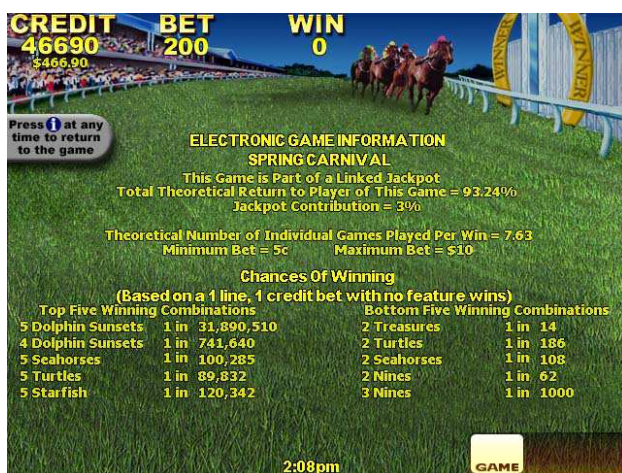 CREDIT BET WIN
46690 200 0
$466.90
WINNER WINNER
Press i at any
time to return
to the game
ELECTRONIC GAME INFORMATION
SPRING CARNIVAL
This Game is Part of a Linked Jackpot
Total Theoretical Return to Player of This Game = 93.24%
Jackpot Contribution = 3%
Theoretical Number of Individual Games Played Per Win = 7.63
Minimum Bet = 5c Maximum Bet = $10
Chances Of Winning
(Based on a 1 line, 1 credit bet with no feature wins)
Top Five Winning Combinations Bottom Five Winning Combinations
5 Dolphin Sunsets 1 in 31,890,510 2 Treasures 1 in 14
4 Dolphin Sunsets 1 in 741,640 2 Turtles 1 in 186
5 Seahorses 1 in 100,285 2 Seahorses 1 in 108
5 Turtles 1 in 89,832 2 Nines 1 in 62
5 Starfish 1 in 120,342 3 Nines 1 in 1000
2:08pm GAME